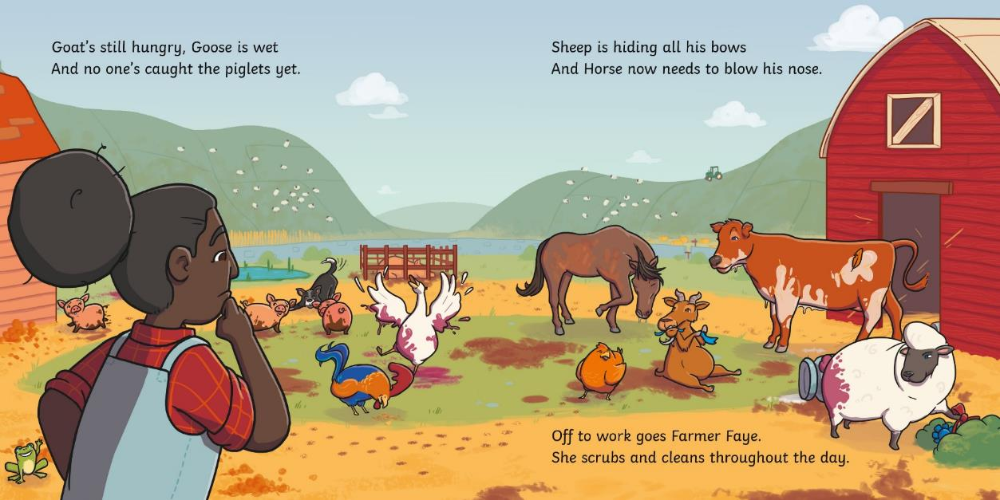 Goat's still hungry, Goose is wet
And no one's caught the piglets yet.
Sheep is hiding all his bows
And Horse now needs to blow his nose.
Off to work goes Farmer Faye.
She scrubs and cleans throughout the day.